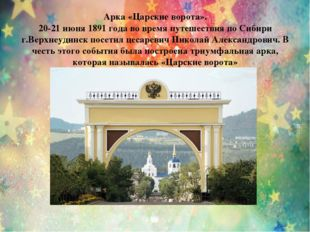 Арка «Царские ворота».
20-21 июня 1891 года во время путешествия по Сибири
г.Верхнеудинск посетил цесаревич Николай Александрович. В
честь этого события была построена триумфальная арка,
которая называлась «Царские ворота»